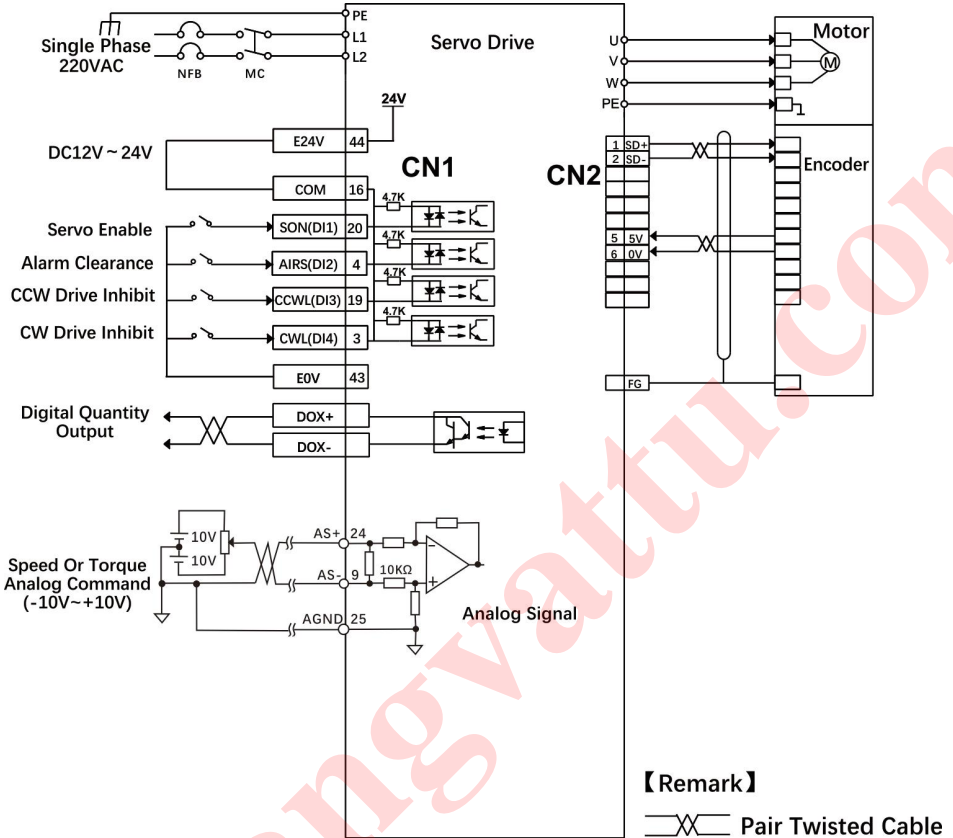 PE
L1
L2
Single Phase
220VAC
NFB
MC
Servo Drive
U
V
W
PE
Motor
M
24V
E24V 44
DC12V ~ 24V
CN1
COM 16
4.7K
Servo Enable
SON(DI1) 20
4.7K
Alarm Clearance
AIRS(DI2) 4
4.7K
CCW Drive Inhibit
CCWL(DI3) 19
4.7K
CW Drive Inhibit
CWL(DI4) 3
E0V 43
CN2
1 SD+
2 SD-
5 5V
6 0V
FG
Encoder
Digital Quantity
Output
DOX+
DOX-
Speed Or Torque
Analog Command
(-10V~+10V)
10V
10V
AS+ 24
AS- 9
10KΩ
AGND 25
Analog Signal
【Remark】
Pair Twisted Cable
angvattu.com